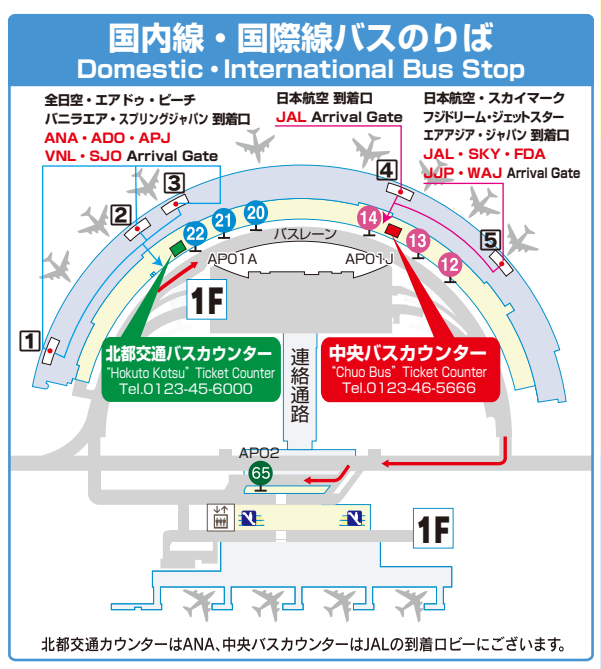 国内線・国際線バスのりば
Domestic・International Bus Stop
全日空・エアドゥ・ピーチ
バニラエア・スプリングジャパン 到着口
ANA・ADO・APJ
VNL・SJO Arrival Gate
日本航空 到着口
JAL Arrival Gate
日本航空・スカイマーク
フジドリーム・ジェットスター
エアアジア・ジャパン 到着口
JAL・SKY・FDA
JJP・WAJ Arrival Gate
4
3
2
5
1
22
21
20
14
13
12
バスレーン
AP01A
AP01J
1F
北都交通バスカウンター
"Hokuto Kotsu" Ticket Counter
Tel.0123-45-6000
連絡通路
中央バスカウンター
"Chuo Bus" Ticket Counter
Tel.0123-46-5666
AP02
65
1F
北都交通カウンターはANA、中央バスカウンターはJALの到着口ビーにございます。